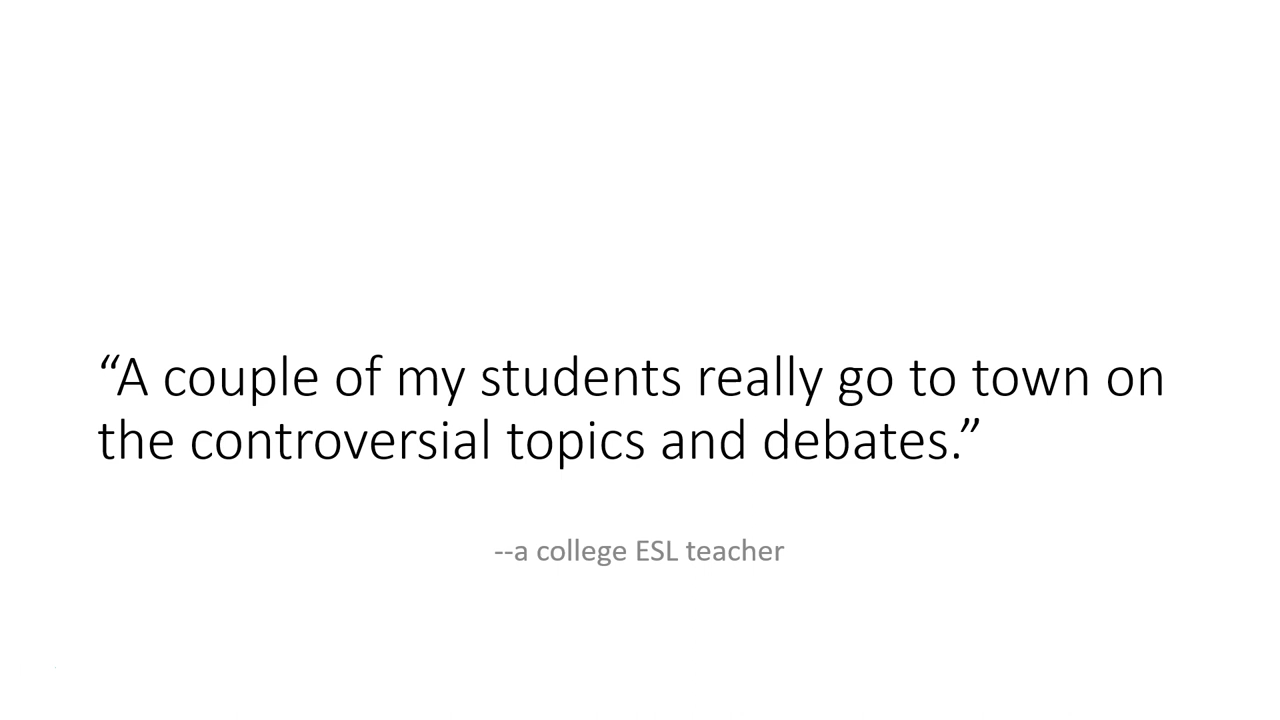 “A couple of my students really go to town on
the controversial topics and debates.”
--a college ESL teacher